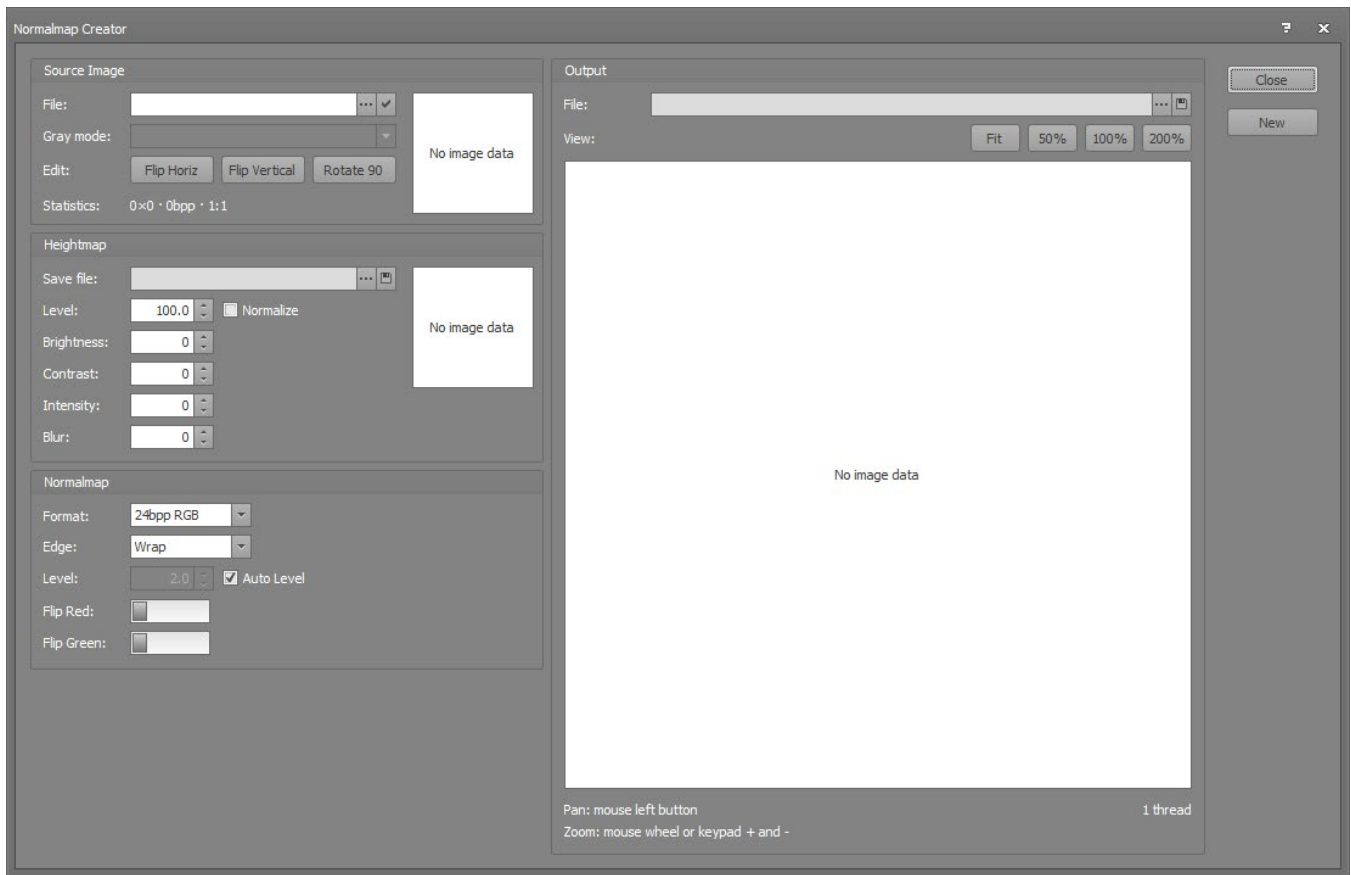 Normalmap Creator
Source Image
File:
Gray mode:
Edit: Flip Horiz Flip Vertical Rotate 90
Statistics: 0×0 · 0bpp · 1:1
No image data
Heightmap
Save file:
Level: 100.0 Normalize
Brightness: 0
Contrast: 0
Intensity: 0
Blur: 0
No image data
Normalmap
Format: 24bpp RGB
Edge: Wrap
Level: 2.0 Auto Level
Flip Red:
Flip Green:
Output
File:
View: Fit 50% 100% 200%
No image data
Pan: mouse left button 1 thread
Zoom: mouse wheel or keypad + and -
Close
New